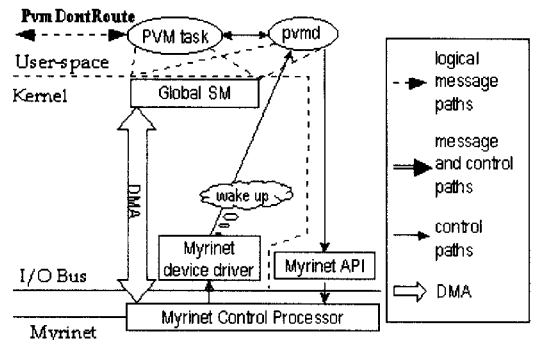 Pvm DontRoute
PVM task
pvmd
User-space
Kernel
Global SM
DMA
wake up
Myrinet
device driver
Myrinet API
I/O Bus
Myrinet Control Processor
Myrinet
logical
message
paths
message
and control
paths
control
paths
DMA